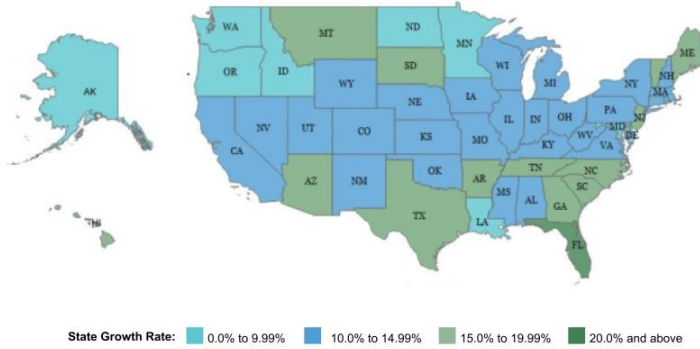 WA
MT
ND
MN
ME
OR
ID
SD
WI
MI
NY
NH
MA
AK
WY
NE
IA
IL
IN
OH
PA
NJ
NV
UT
CO
KS
MO
KY
WV
VA
MD
DE
CA
AZ
NM
OK
AR
TN
NC
SC
TX
LA
MS
AL
GA
FL
HI
State Growth Rate: 0.0% to 9.99% 10.0% to 14.99% 15.0% to 19.99% 20.0% and above